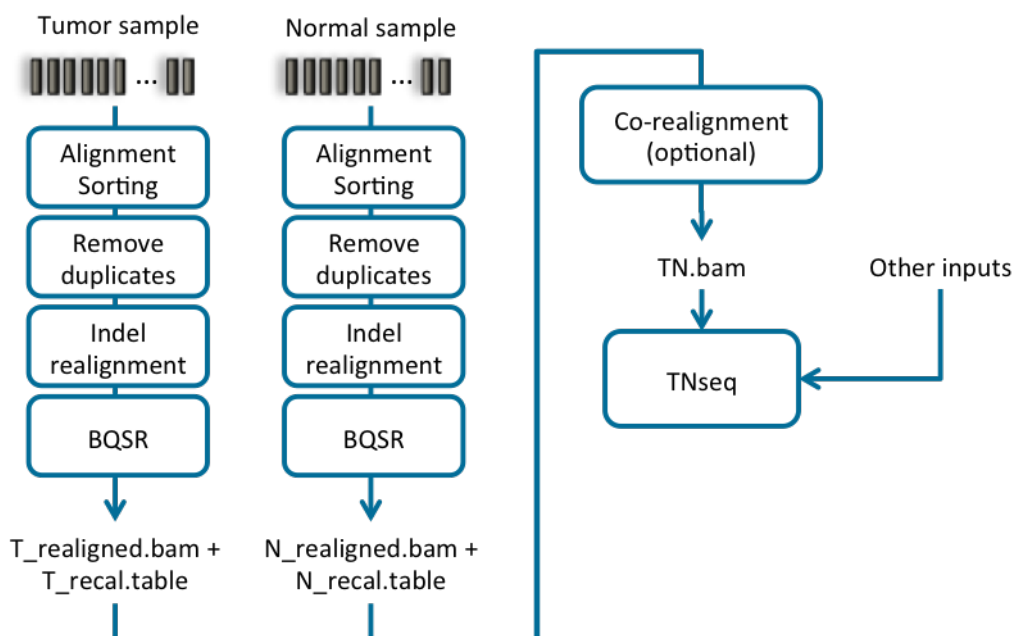 Tumor sample
...
Alignment
Sorting
Remove
duplicates
Indel
realignment
BQSR
T_realigned.bam +
T_recal.table
Normal sample
...
Alignment
Sorting
Remove
duplicates
Indel
realignment
BQSR
N_realigned.bam +
N_recal.table
Co-realignment
(optional)
TN.bam
Other inputs
TNseq